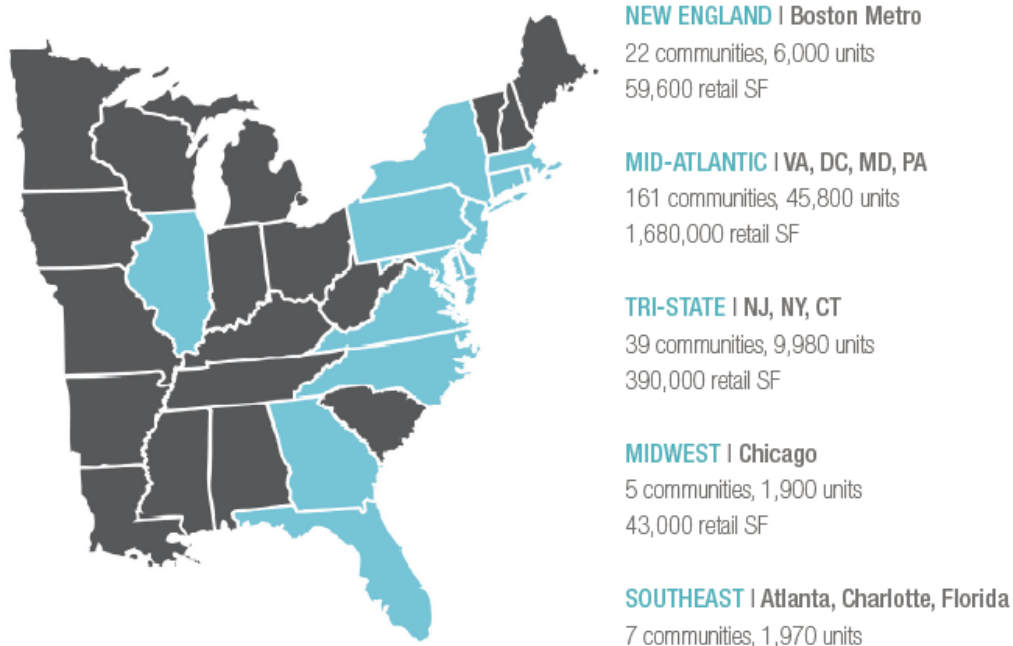 NEW ENGLAND | Boston Metro
22 communities, 6,000 units
59,600 retail SF
MID-ATLANTIC | VA, DC, MD, PA
161 communities, 45,800 units
1,680,000 retail SF
TRI-STATE | NJ, NY, CT
39 communities, 9,980 units
390,000 retail SF
MIDWEST | Chicago
5 communities, 1,900 units
43,000 retail SF
SOUTHEAST | Atlanta, Charlotte, Florida
7 communities, 1,970 units